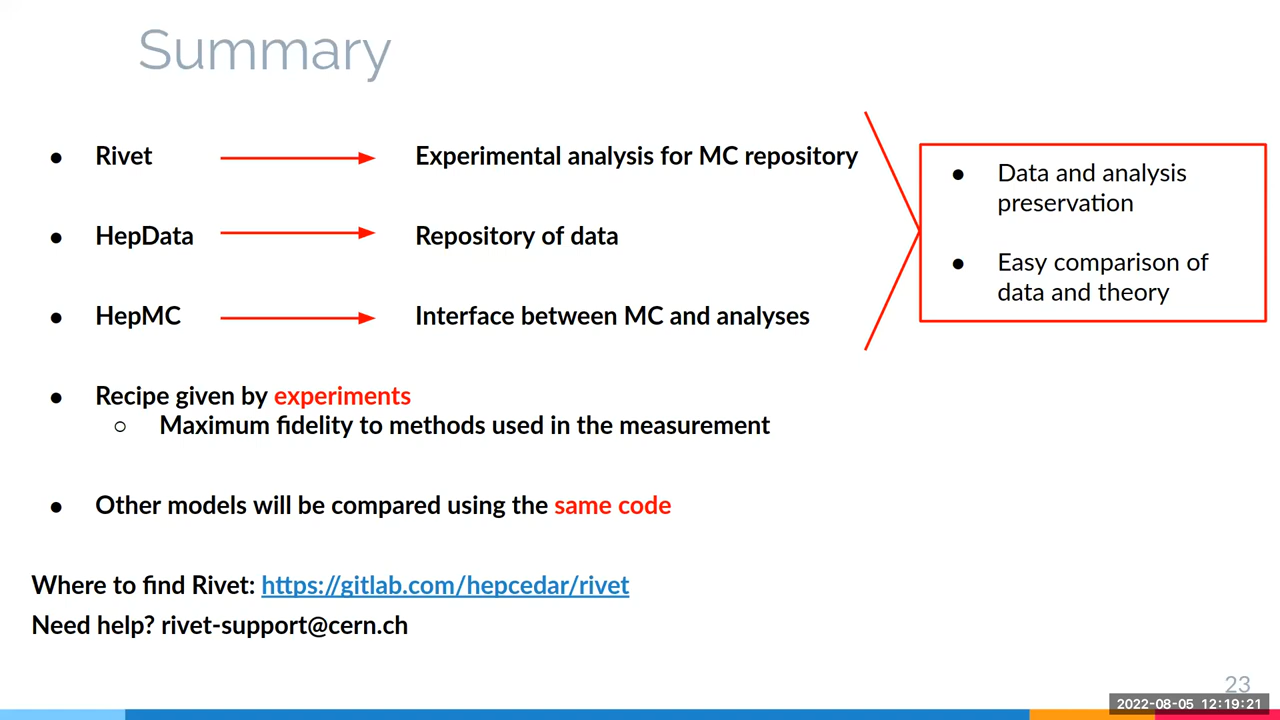 Summary
● Rivet
Experimental analysis for MC repository
● HepData
Repository of data
● HepMC
Interface between MC and analyses
● Data and analysis
preservation
● Easy comparison of
data and theory
● Recipe given by experiments
○ Maximum fidelity to methods used in the measurement
● Other models will be compared using the same code
Where to find Rivet: https://gitlab.com/hepcedar/rivet
Need help? rivet-support@cern.ch
23
2022-08-05 12:19:21